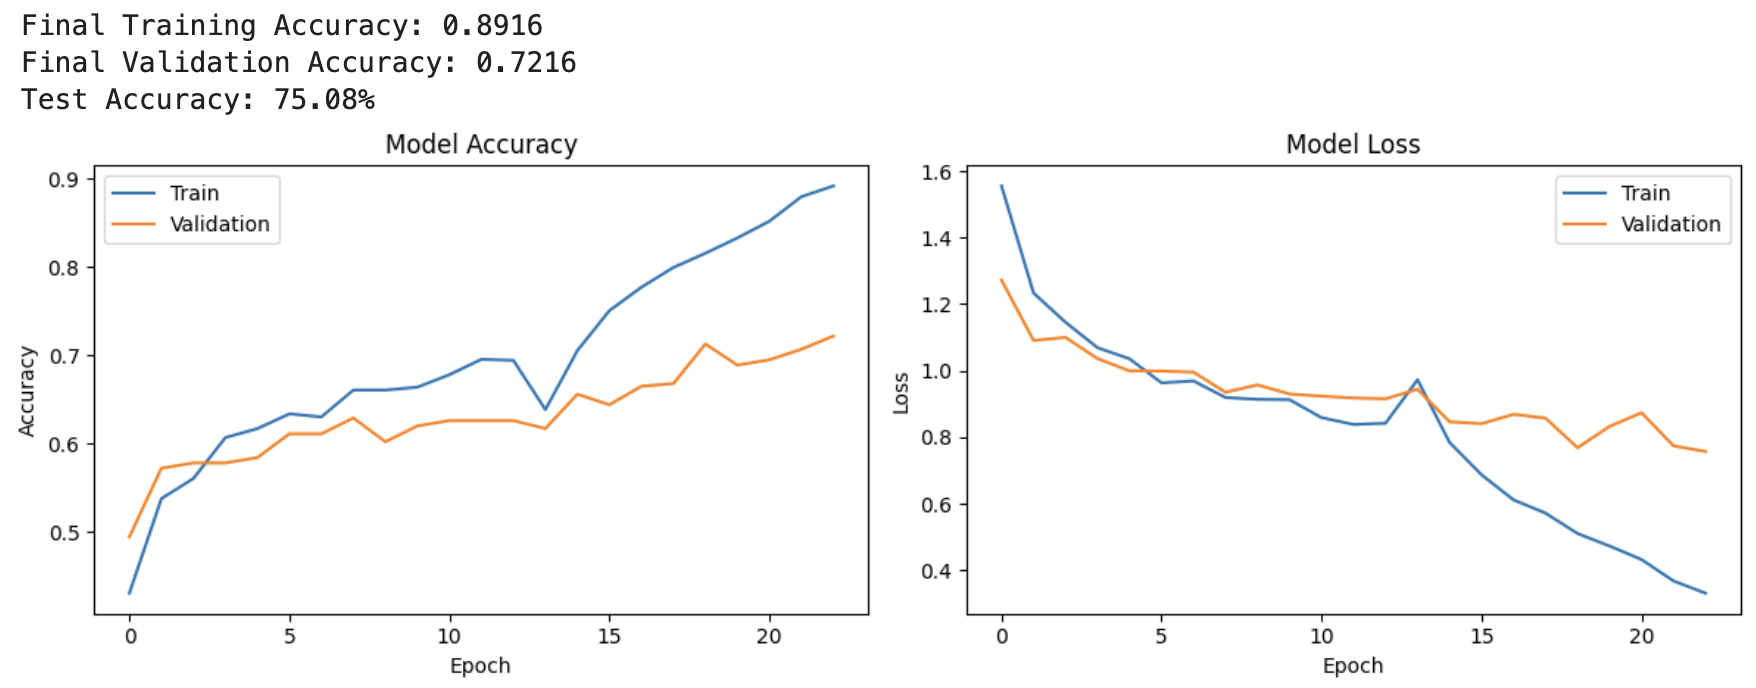 Final Training Accuracy: 0.8916
Final Validation Accuracy: 0.7216
Test Accuracy: 75.08%
Model Accuracy
Train
Validation
0.9
0.8
0.7
0.6
0.5
Accuracy
0 5 10 15 20
Epoch
Model Loss
Train
Validation
1.6
1.4
1.2
1.0
0.8
0.6
0.4
Loss
0 5 10 15 20
Epoch